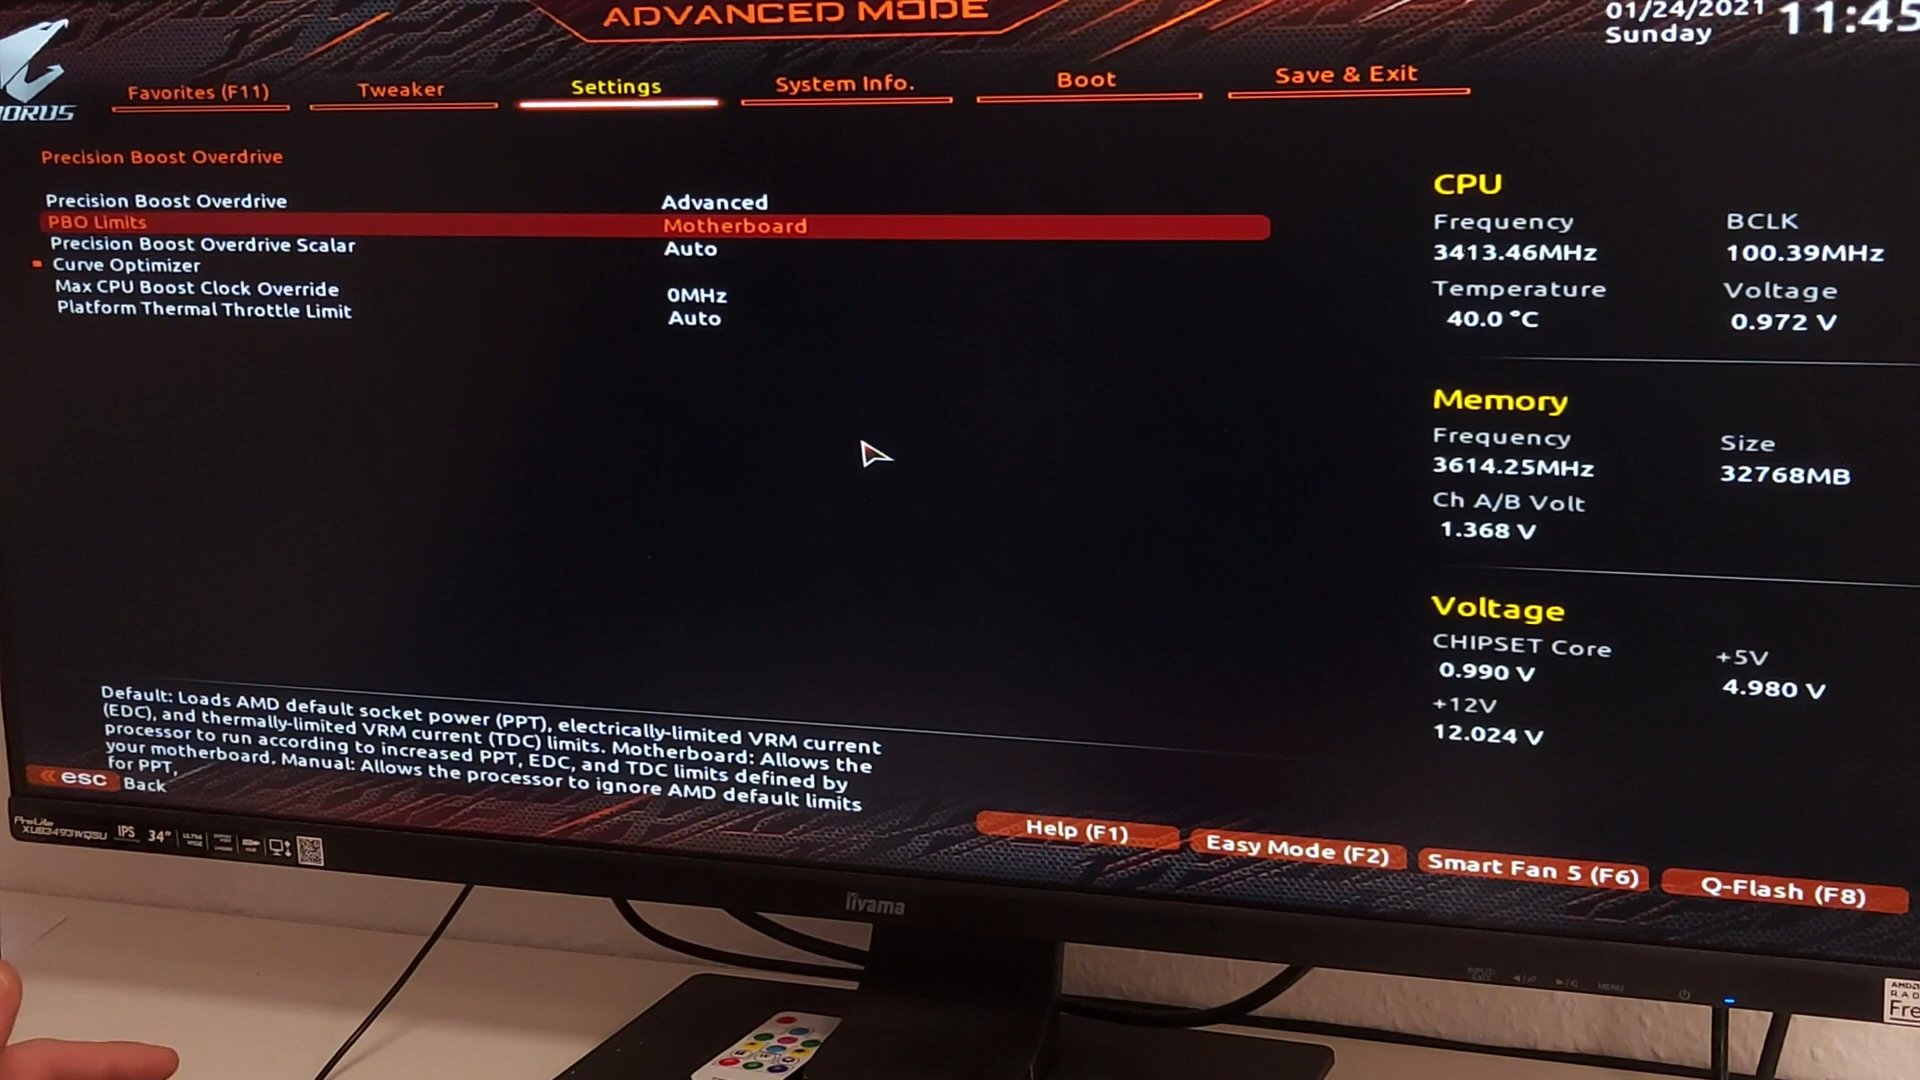 ADVANCED MODE
01/24/2021
Sunday
11:45
Favorites (F11)
Tweaker
Settings
System Info.
Boot
Save & Exit
Precision Boost Overdrive
Precision Boost Overdrive Advanced
PBO Limits Motherboard
Precision Boost Overdrive Scalar Auto
Curve Optimizer
Max CPU Boost Clock Override 0MHz
Platform Thermal Throttle Limit Auto
CPU
Frequency BCLK
3413.46MHz 100.39MHz
Temperature Voltage
40.0 °C 0.972 V
Memory
Frequency Size
3614.25MHz 32768MB
Ch A/B Volt
1.368 V
Voltage
CHIPSET Core +5V
0.990 V 4.980 V
+12V
12.024 V
Default: Loads AMD default socket power (PPT), electrically-limited VRM current
(EDC), and thermally-limited VRM current (TDC) limits. Motherboard: Allows the
processor to run according to increased PPT, EDC, and TDC limits defined by
your motherboard. Manual: Allows the processor to ignore AMD default limits
for PPT,
esc Back
Help (F1)
Easy Mode (F2)
Smart Fan 5 (F6)
Q-Flash (F8)
ProLite
XUB3493WQSU
IPS
34"
iiyama
MENU
AMD